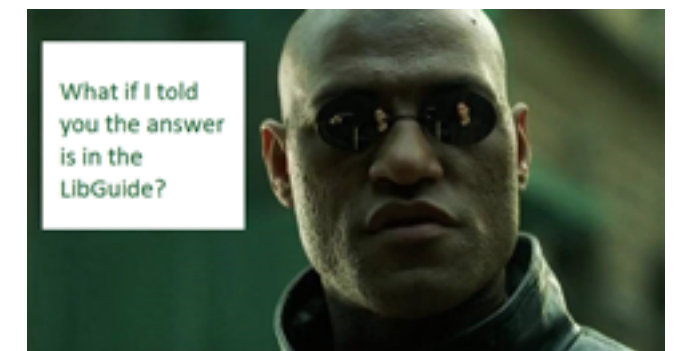 What if I told
you the answer
is in the
LibGuide?